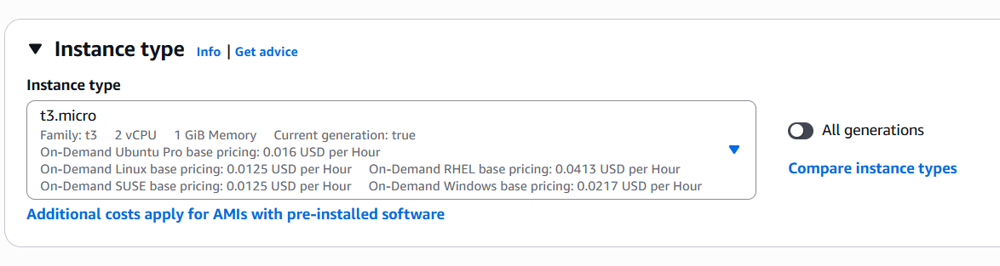 Instance type Info | Get advice
Instance type
t3.micro
Family: t3 2 vCPU 1 GiB Memory Current generation: true
On-Demand Ubuntu Pro base pricing: 0.016 USD per Hour
On-Demand Linux base pricing: 0.0125 USD per Hour On-Demand RHEL base pricing: 0.0413 USD per Hour
On-Demand SUSE base pricing: 0.0125 USD per Hour On-Demand Windows base pricing: 0.0217 USD per Hour
All generations
Compare instance types
Additional costs apply for AMIs with pre-installed software